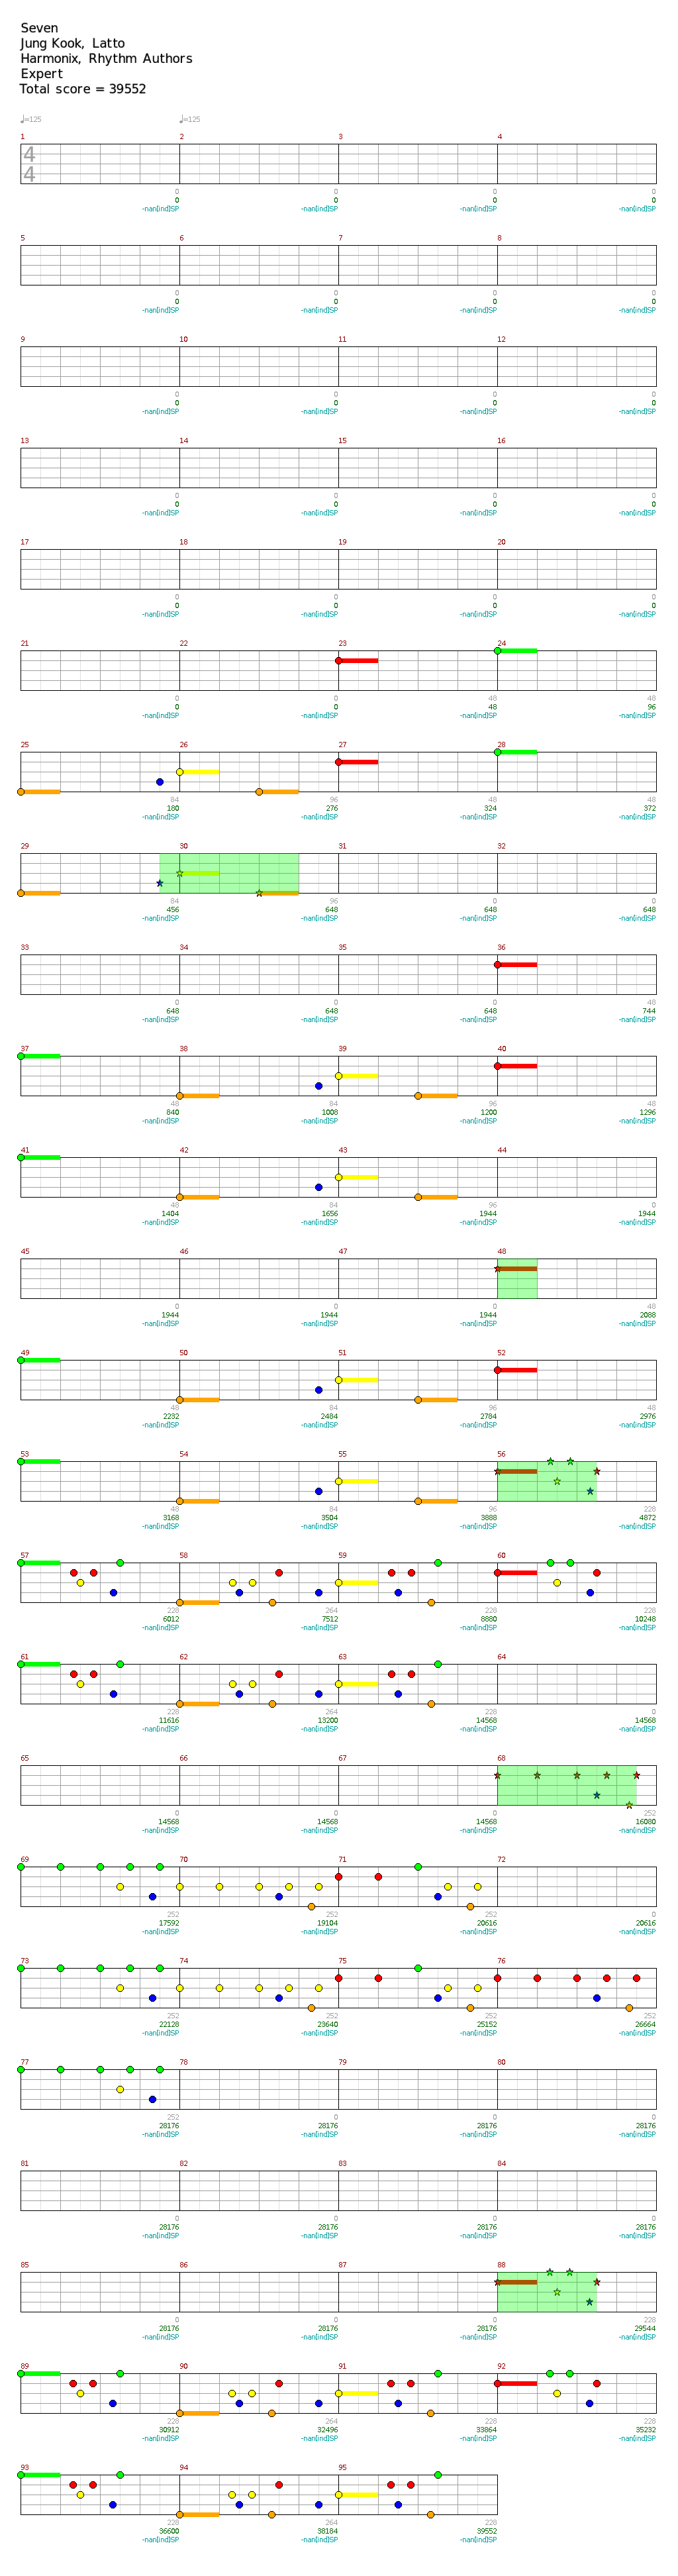 Seven
Jung Kook, Latto
Harmonix, Rhythm Authors
Expert
Total score = 39552
♩=125 ♩=125
1 2 3 4
4
4
0 0 0 0
0 0 0 0
-nan[ind]SP -nan[ind]SP -nan[ind]SP -nan[ind]SP
5 6 7 8
0 0 0 0
0 0 0 0
-nan[ind]SP -nan[ind]SP -nan[ind]SP -nan[ind]SP
9 10 11 12
0 0 0 0
0 0 0 0
-nan[ind]SP -nan[ind]SP -nan[ind]SP -nan[ind]SP
13 14 15 16
0 0 0 0
0 0 0 0
-nan[ind]SP -nan[ind]SP -nan[ind]SP -nan[ind]SP
17 18 19 20
0 0 0 0
0 0 0 0
-nan[ind]SP -nan[ind]SP -nan[ind]SP -nan[ind]SP
21 22 23 24
0 0 48 48
0 0 48 96
-nan[ind]SP -nan[ind]SP -nan[ind]SP -nan[ind]SP
25 26 27 28
84 96 48 48
180 276 324 372
-nan[ind]SP -nan[ind]SP -nan[ind]SP -nan[ind]SP
29 30 31 32
84 96 0 0
456 648 648 648
-nan[ind]SP -nan[ind]SP -nan[ind]SP -nan[ind]SP
33 34 35 36
0 0 0 48
648 648 648 744
-nan[ind]SP -nan[ind]SP -nan[ind]SP -nan[ind]SP
37 38 39 40
48 84 96 48
840 1008 1200 1296
-nan[ind]SP -nan[ind]SP -nan[ind]SP -nan[ind]SP
41 42 43 44
48 84 96 0
1404 1656 1944 1944
-nan[ind]SP -nan[ind]SP -nan[ind]SP -nan[ind]SP
45 46 47 48
0 0 0 48
1944 1944 1944 2088
-nan[ind]SP -nan[ind]SP -nan[ind]SP -nan[ind]SP
49 50 51 52
48 84 96 48
2232 2484 2784 2976
-nan[ind]SP -nan[ind]SP -nan[ind]SP -nan[ind]SP
53 54 55 56
48 84 96 228
3168 3504 3888 4872
-nan[ind]SP -nan[ind]SP -nan[ind]SP -nan[ind]SP
57 58 59 60
228 264 228 228
6012 7512 8880 10248
-nan[ind]SP -nan[ind]SP -nan[ind]SP -nan[ind]SP
61 62 63 64
228 264 228 0
11616 13200 14568 14568
-nan[ind]SP -nan[ind]SP -nan[ind]SP -nan[ind]SP
65 66 67 68
0 0 0 252
14568 14568 14568 16080
-nan[ind]SP -nan[ind]SP -nan[ind]SP -nan[ind]SP
69 70 71 72
252 252 252 0
17592 19104 20616 20616
-nan[ind]SP -nan[ind]SP -nan[ind]SP -nan[ind]SP
73 74 75 76
252 252 252 252
22128 23640 25152 26664
-nan[ind]SP -nan[ind]SP -nan[ind]SP -nan[ind]SP
77 78 79 80
252 0 0 0
28176 28176 28176 28176
-nan[ind]SP -nan[ind]SP -nan[ind]SP -nan[ind]SP
81 82 83 84
0 0 0 0
28176 28176 28176 28176
-nan[ind]SP -nan[ind]SP -nan[ind]SP -nan[ind]SP
85 86 87 88
0 0 0 228
28176 28176 28176 29544
-nan[ind]SP -nan[ind]SP -nan[ind]SP -nan[ind]SP
89 90 91 92
228 264 228 228
30912 32496 33864 35232
-nan[ind]SP -nan[ind]SP -nan[ind]SP -nan[ind]SP
93 94 95
228 264 228
36600 38184 39552
-nan[ind]SP -nan[ind]SP -nan[ind]SP